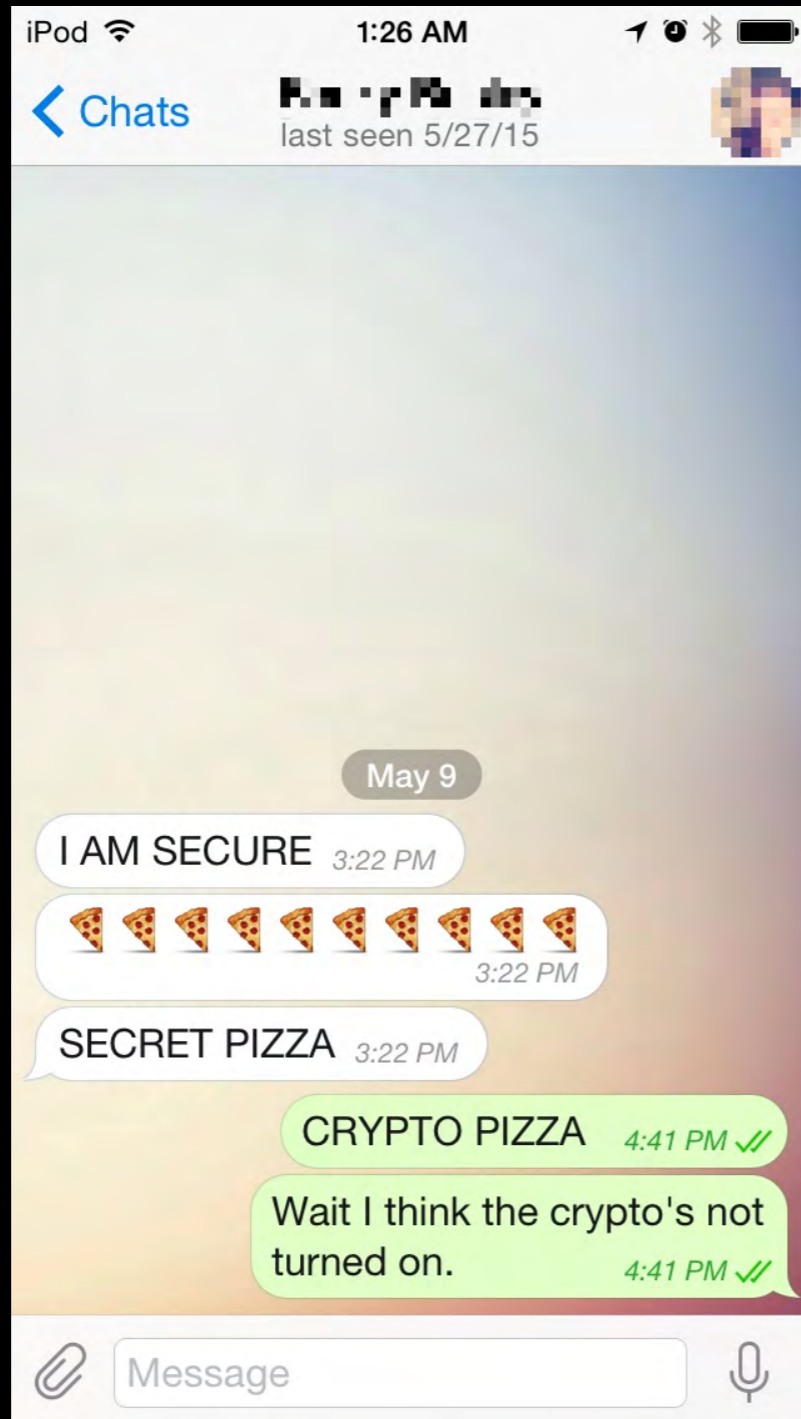 iPod 1:26 AM
Chats
last seen 5/27/15
May 9
I AM SECURE 3:22 PM
🍕🍕🍕🍕🍕🍕🍕🍕🍕🍕
3:22 PM
SECRET PIZZA 3:22 PM
CRYPTO PIZZA 4:41 PM
Wait I think the crypto's not
turned on. 4:41 PM
Message